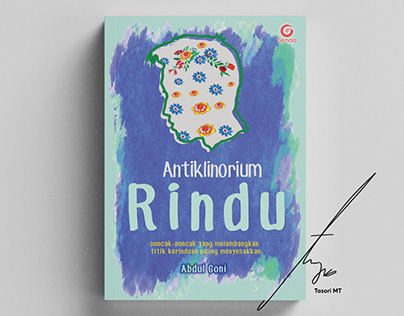 Antiklinorium
Rindu
puncak-puncak yang melambangkan
titik kerinduan paling menyesakkan
Abdul Goni
Tasori MT